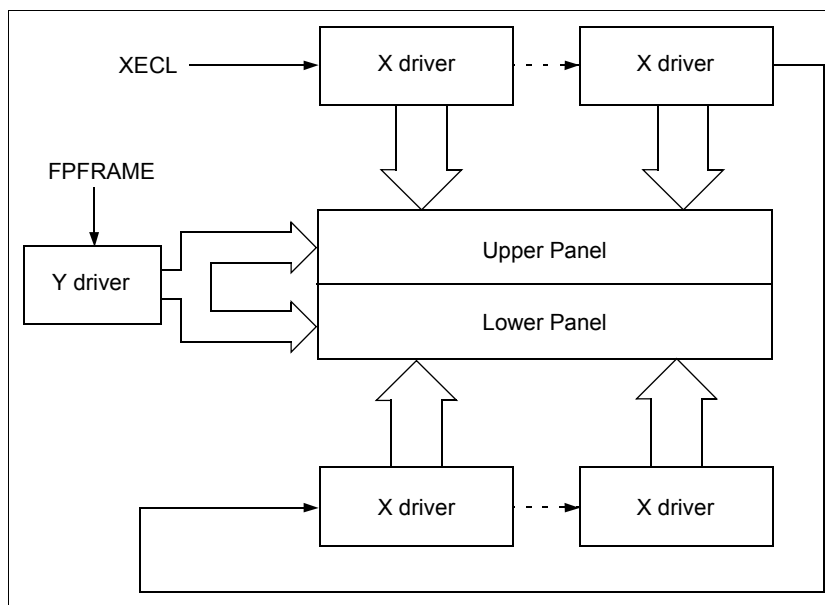 XECL
X driver
X driver
FPFRAME
Y driver
Upper Panel
Lower Panel
X driver
X driver